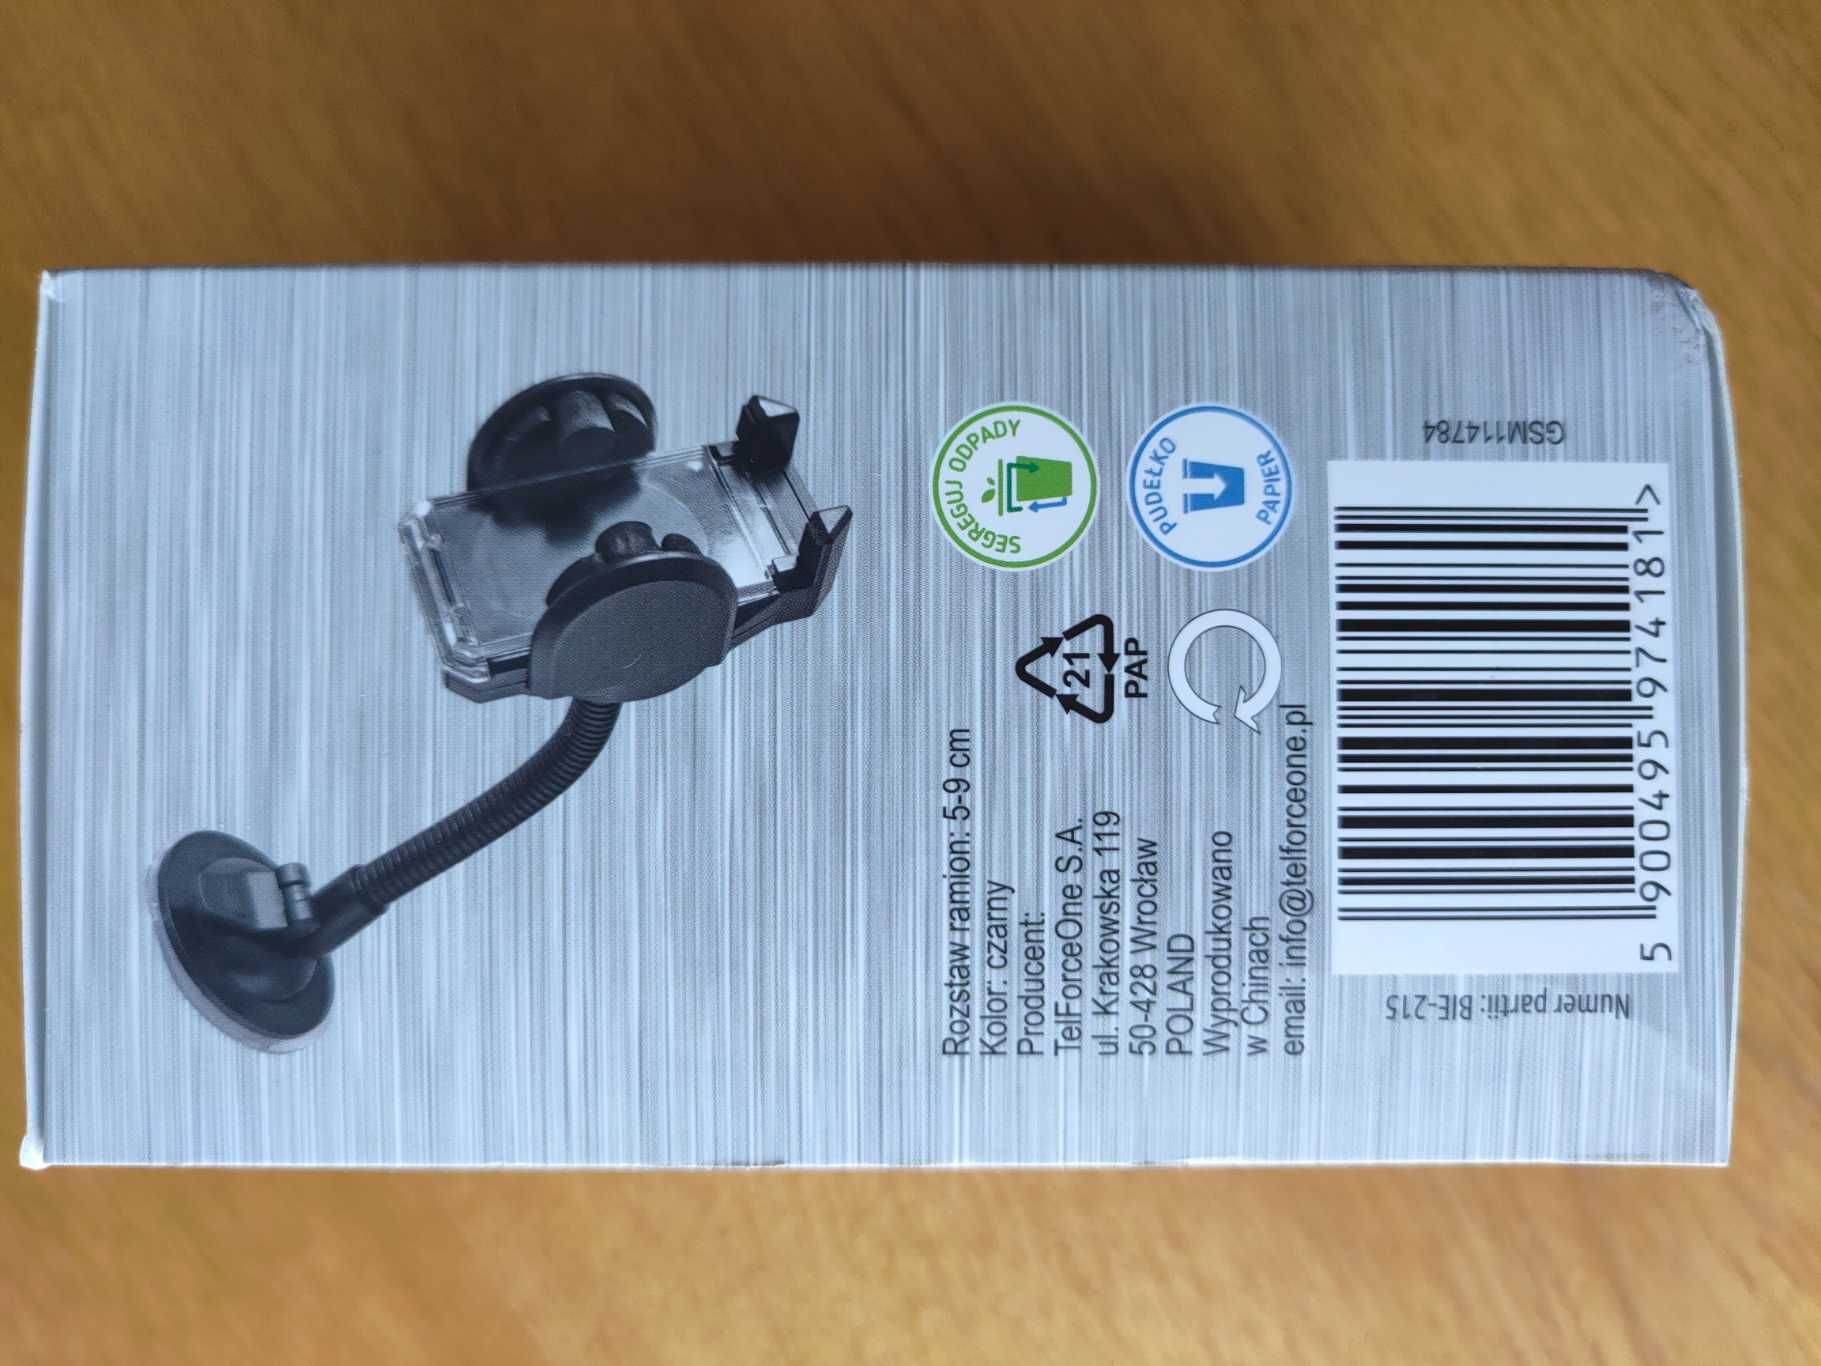 Rozstaw ramion: 5-9 cm
Kolor: czarny
Producent:
TelForceOne S.A.
ul. Krakowska 119
50-428 Wrocław
POLAND
Wyprodukowano
w Chinach
email: info@telforceone.pl
21
PAP
SEGREGUJ ODPADY
PUDEŁKO
PAPIER
Numer partii: BIE-215
GSM114784
5 900495 974181 >